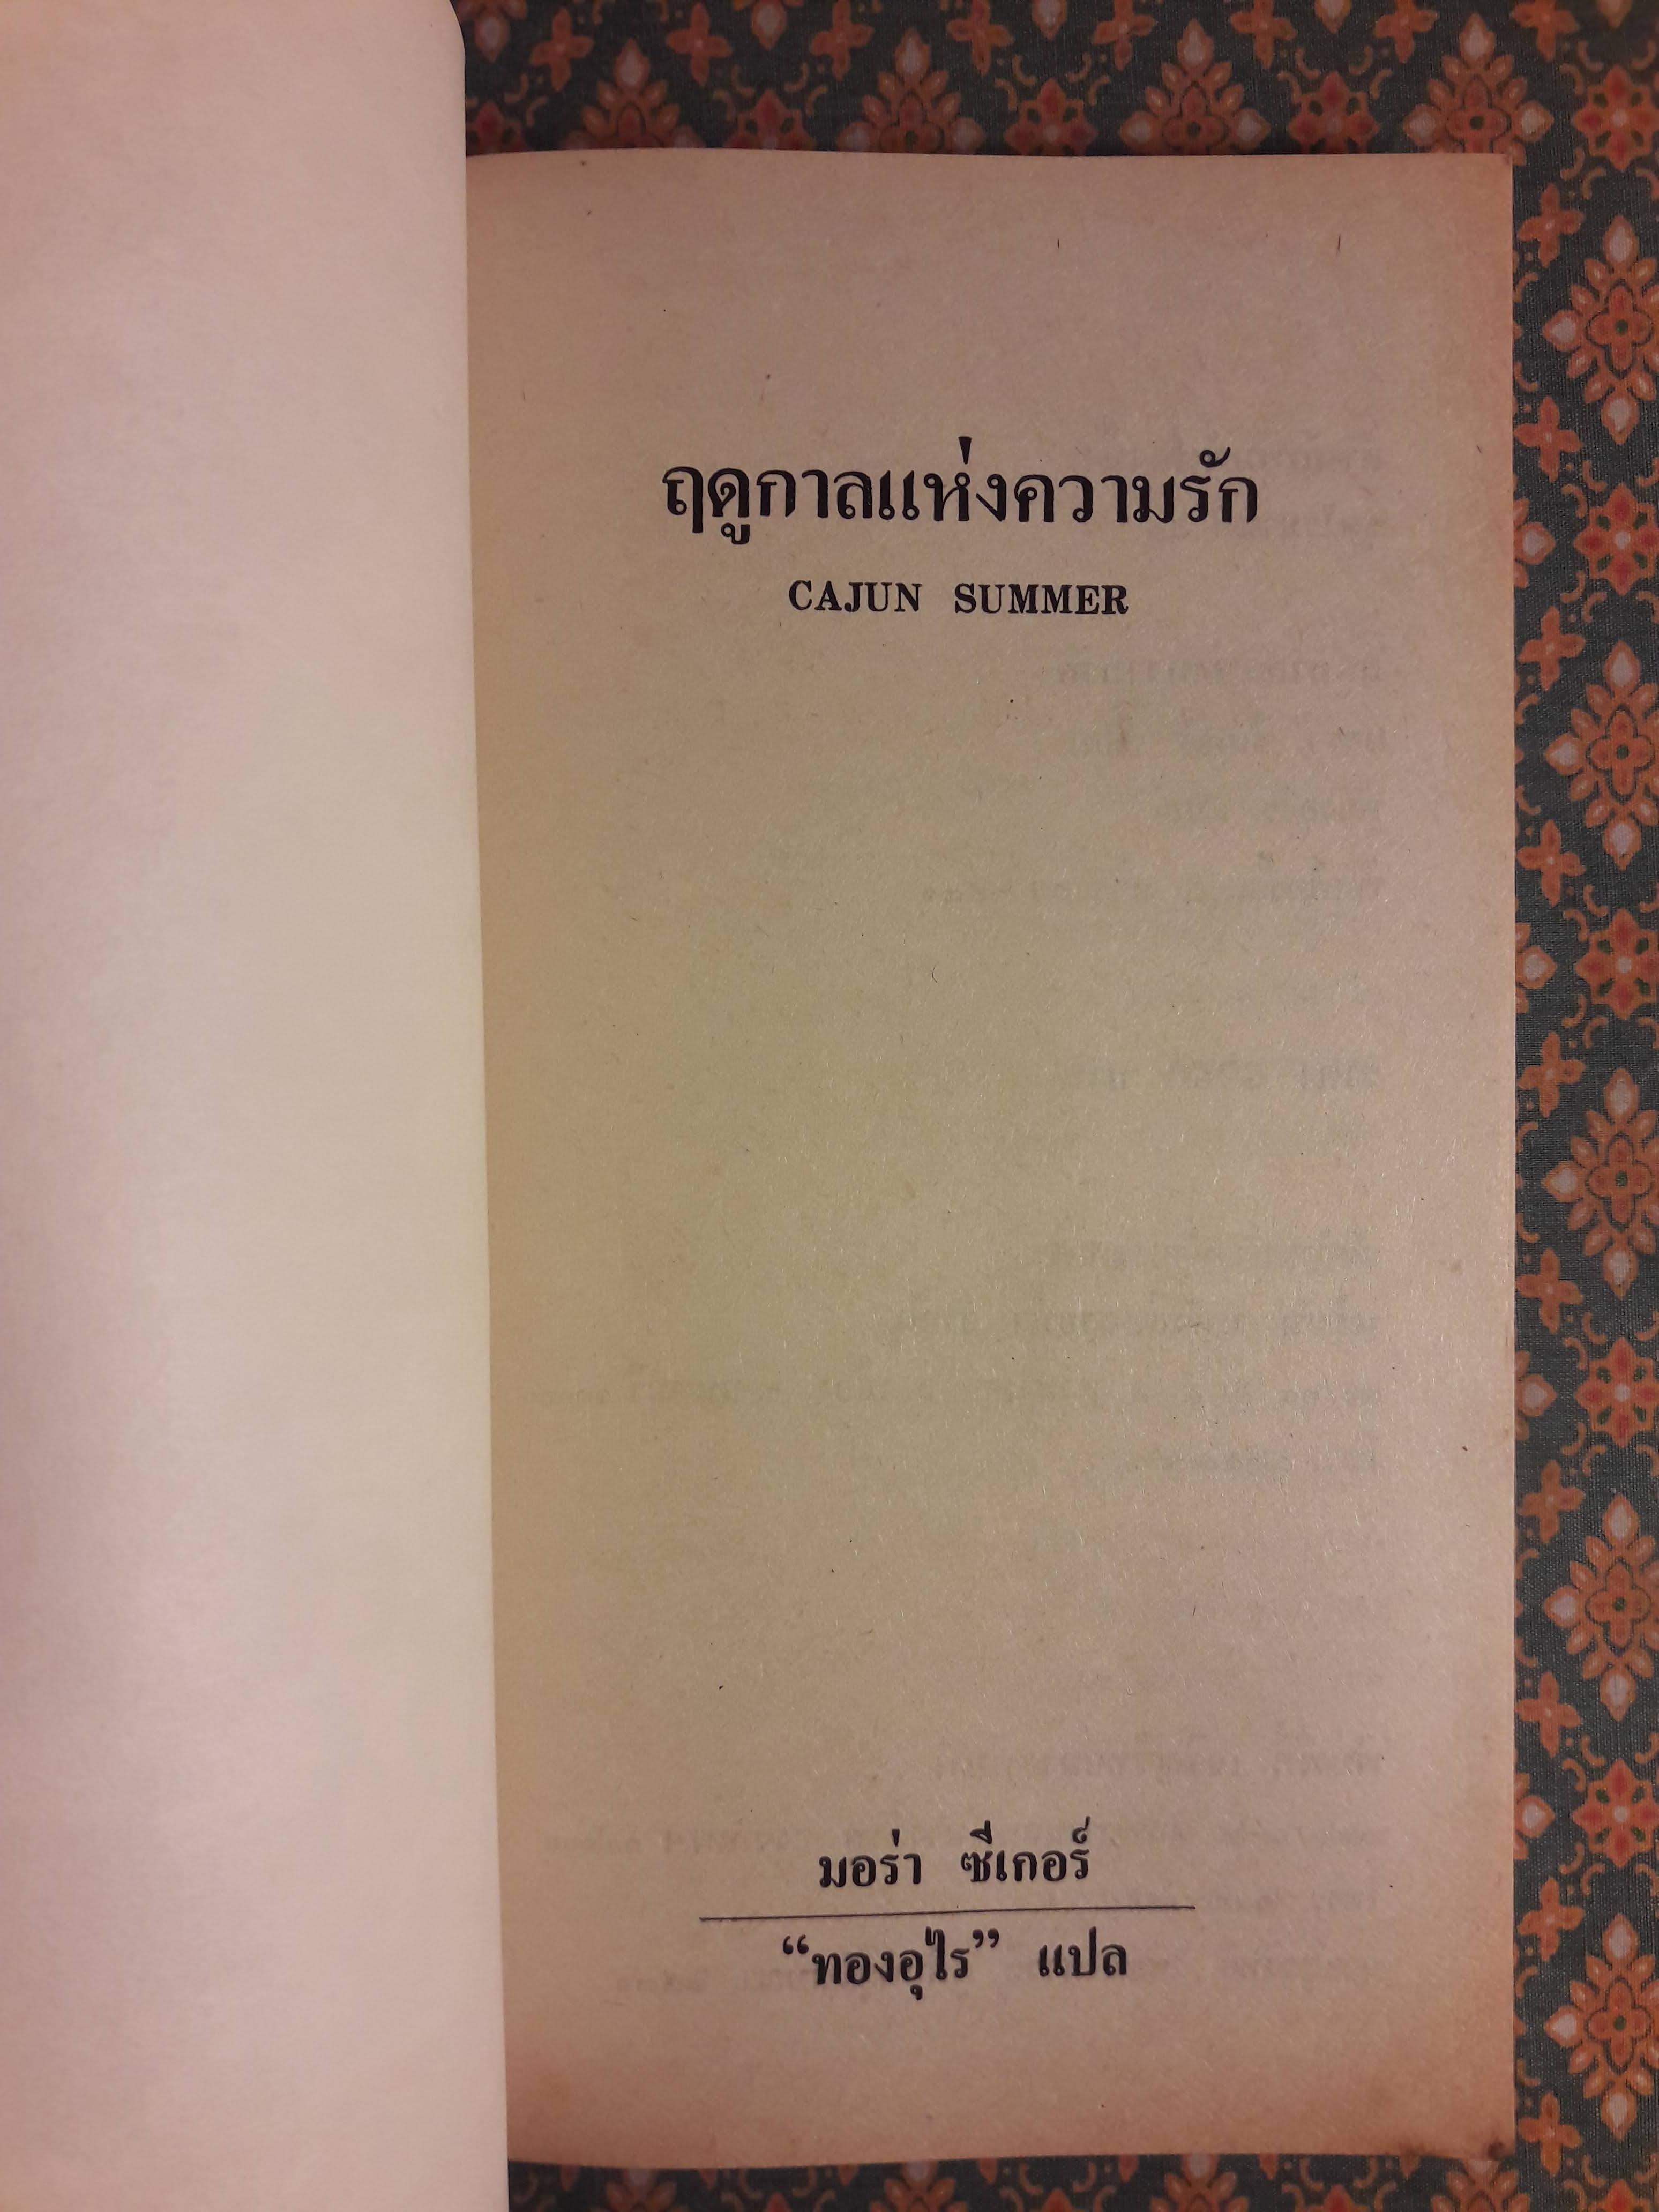 ฤดูกาลแห่งความรัก
CAJUN SUMMER
มอร่า ซีเกอร์
“ทองอุไร” แปล